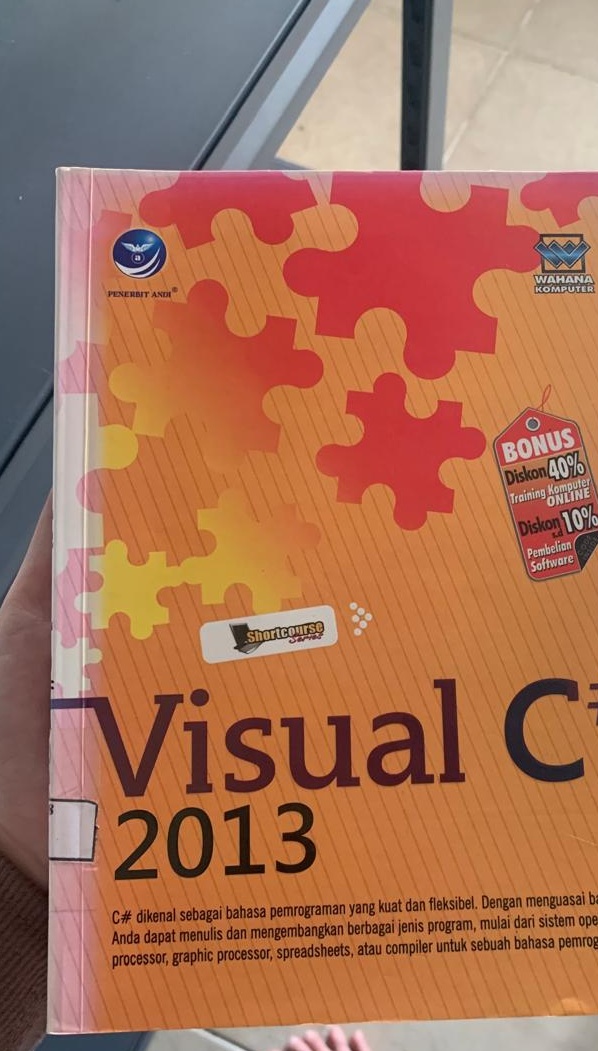 PENERBIT ANDI®
WAHANA
KOMPUTER
BONUS
Diskon 40%
Training Komputer
ONLINE
Diskon 10%
Pembelian
Software
Shortcourse
Series
Visual C#
2013
C# dikenal sebagai bahasa pemrograman yang kuat dan fleksibel. Dengan menguasai
Anda dapat menulis dan mengembangkan berbagai jenis program, mulai dari sistem
processor, graphic processor, spreadsheets, atau compiler untuk sebuah bahasa